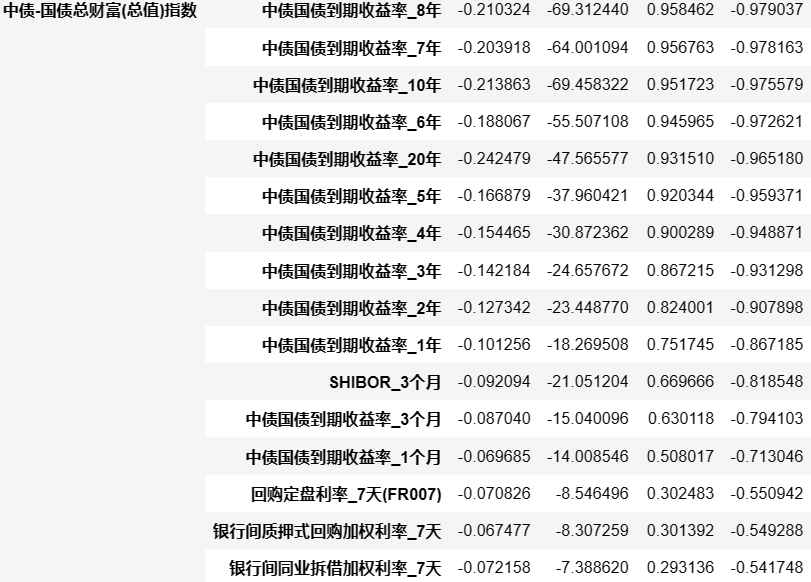 中债-国债总财富(总值)指数 中债国债到期收益率_8年 -0.210324 -69.312440 0.958462 -0.979037
中债国债到期收益率_7年 -0.203918 -64.001094 0.956763 -0.978163
中债国债到期收益率_10年 -0.213863 -69.458322 0.951723 -0.975579
中债国债到期收益率_6年 -0.188067 -55.507108 0.945965 -0.972621
中债国债到期收益率_20年 -0.242479 -47.565577 0.931510 -0.965180
中债国债到期收益率_5年 -0.166879 -37.960421 0.920344 -0.959371
中债国债到期收益率_4年 -0.154465 -30.872362 0.900289 -0.948871
中债国债到期收益率_3年 -0.142184 -24.657672 0.867215 -0.931298
中债国债到期收益率_2年 -0.127342 -23.448770 0.824001 -0.907898
中债国债到期收益率_1年 -0.101256 -18.269508 0.751745 -0.867185
SHIBOR_3个月 -0.092094 -21.051204 0.669666 -0.818548
中债国债到期收益率_3个月 -0.087040 -15.040096 0.630118 -0.794103
中债国债到期收益率_1个月 -0.069685 -14.008546 0.508017 -0.713046
回购定盘利率_7天(FR007) -0.070826 -8.546496 0.302483 -0.550942
银行间质押式回购加权利率_7天 -0.067477 -8.307259 0.301392 -0.549288
银行间同业拆借加权利率_7天 -0.072158 -7.388620 0.293136 -0.541748